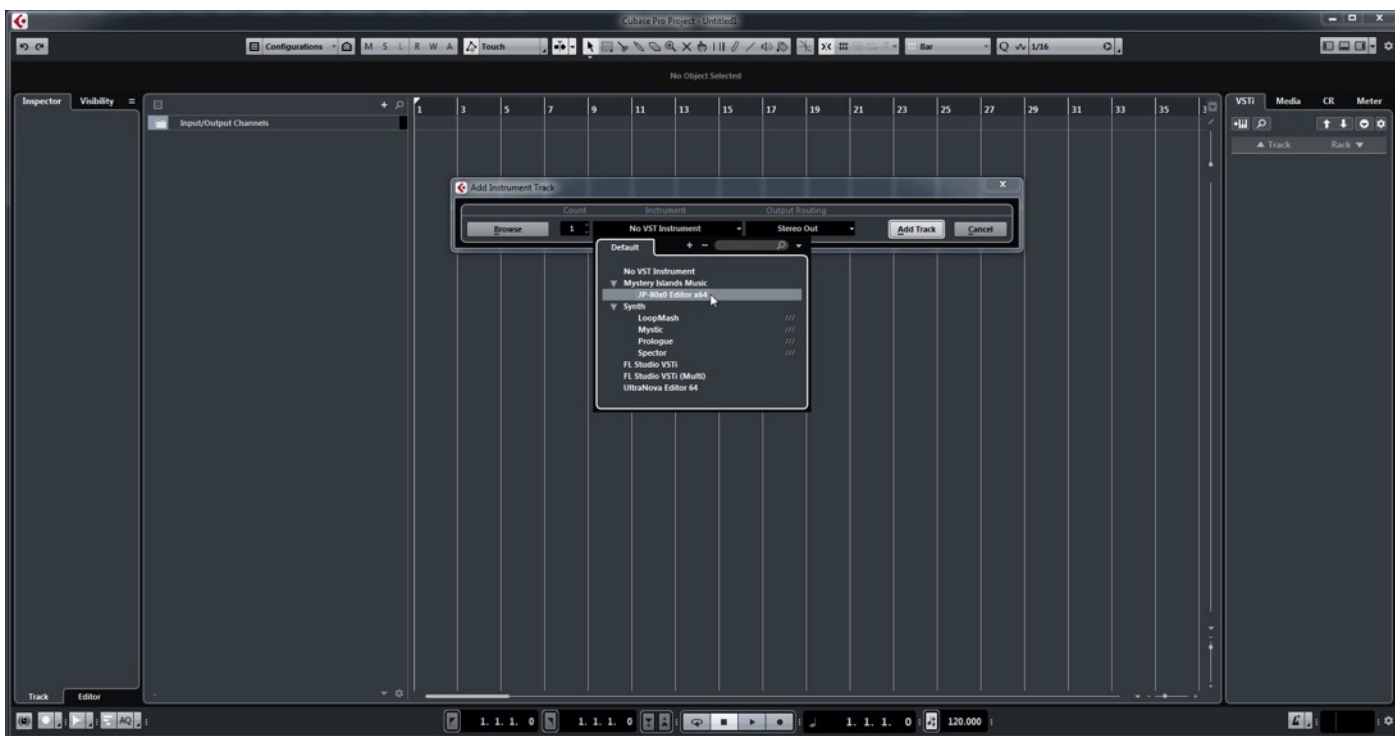 Cubase Pro Project - Untitled1
Configurations M S L R W A Touch Bar Q 1/16
No Object Selected
Inspector Visibility
Input/Output Channels
1 3 5 7 9 11 13 15 17 19 21 23 25 27 29 31 33 35
VSTi Media CR Meter
Track Rack
Add Instrument Track
Count Instrument Output Routing
Browse 1 No VST Instrument Stereo Out Add Track Cancel
Default
No VST Instrument
Mystery Islands Music
JP-80x0 Editor x64
Synth
LoopMash
Mystic
Prologue
Spector
FL Studio VSTi
FL Studio VSTi (Multi)
UltraNova Editor 64
Track Editor
AQ 1. 1. 1. 0 1. 1. 1. 0 1. 1. 1. 0 120.000